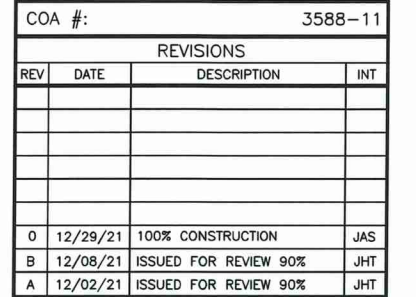 COA #: 3588-11
REVISIONS
REV DATE DESCRIPTION INT
0 12/29/21 100% CONSTRUCTION JAS
B 12/08/21 ISSUED FOR REVIEW 90% JHT
A 12/02/21 ISSUED FOR REVIEW 90% JHT